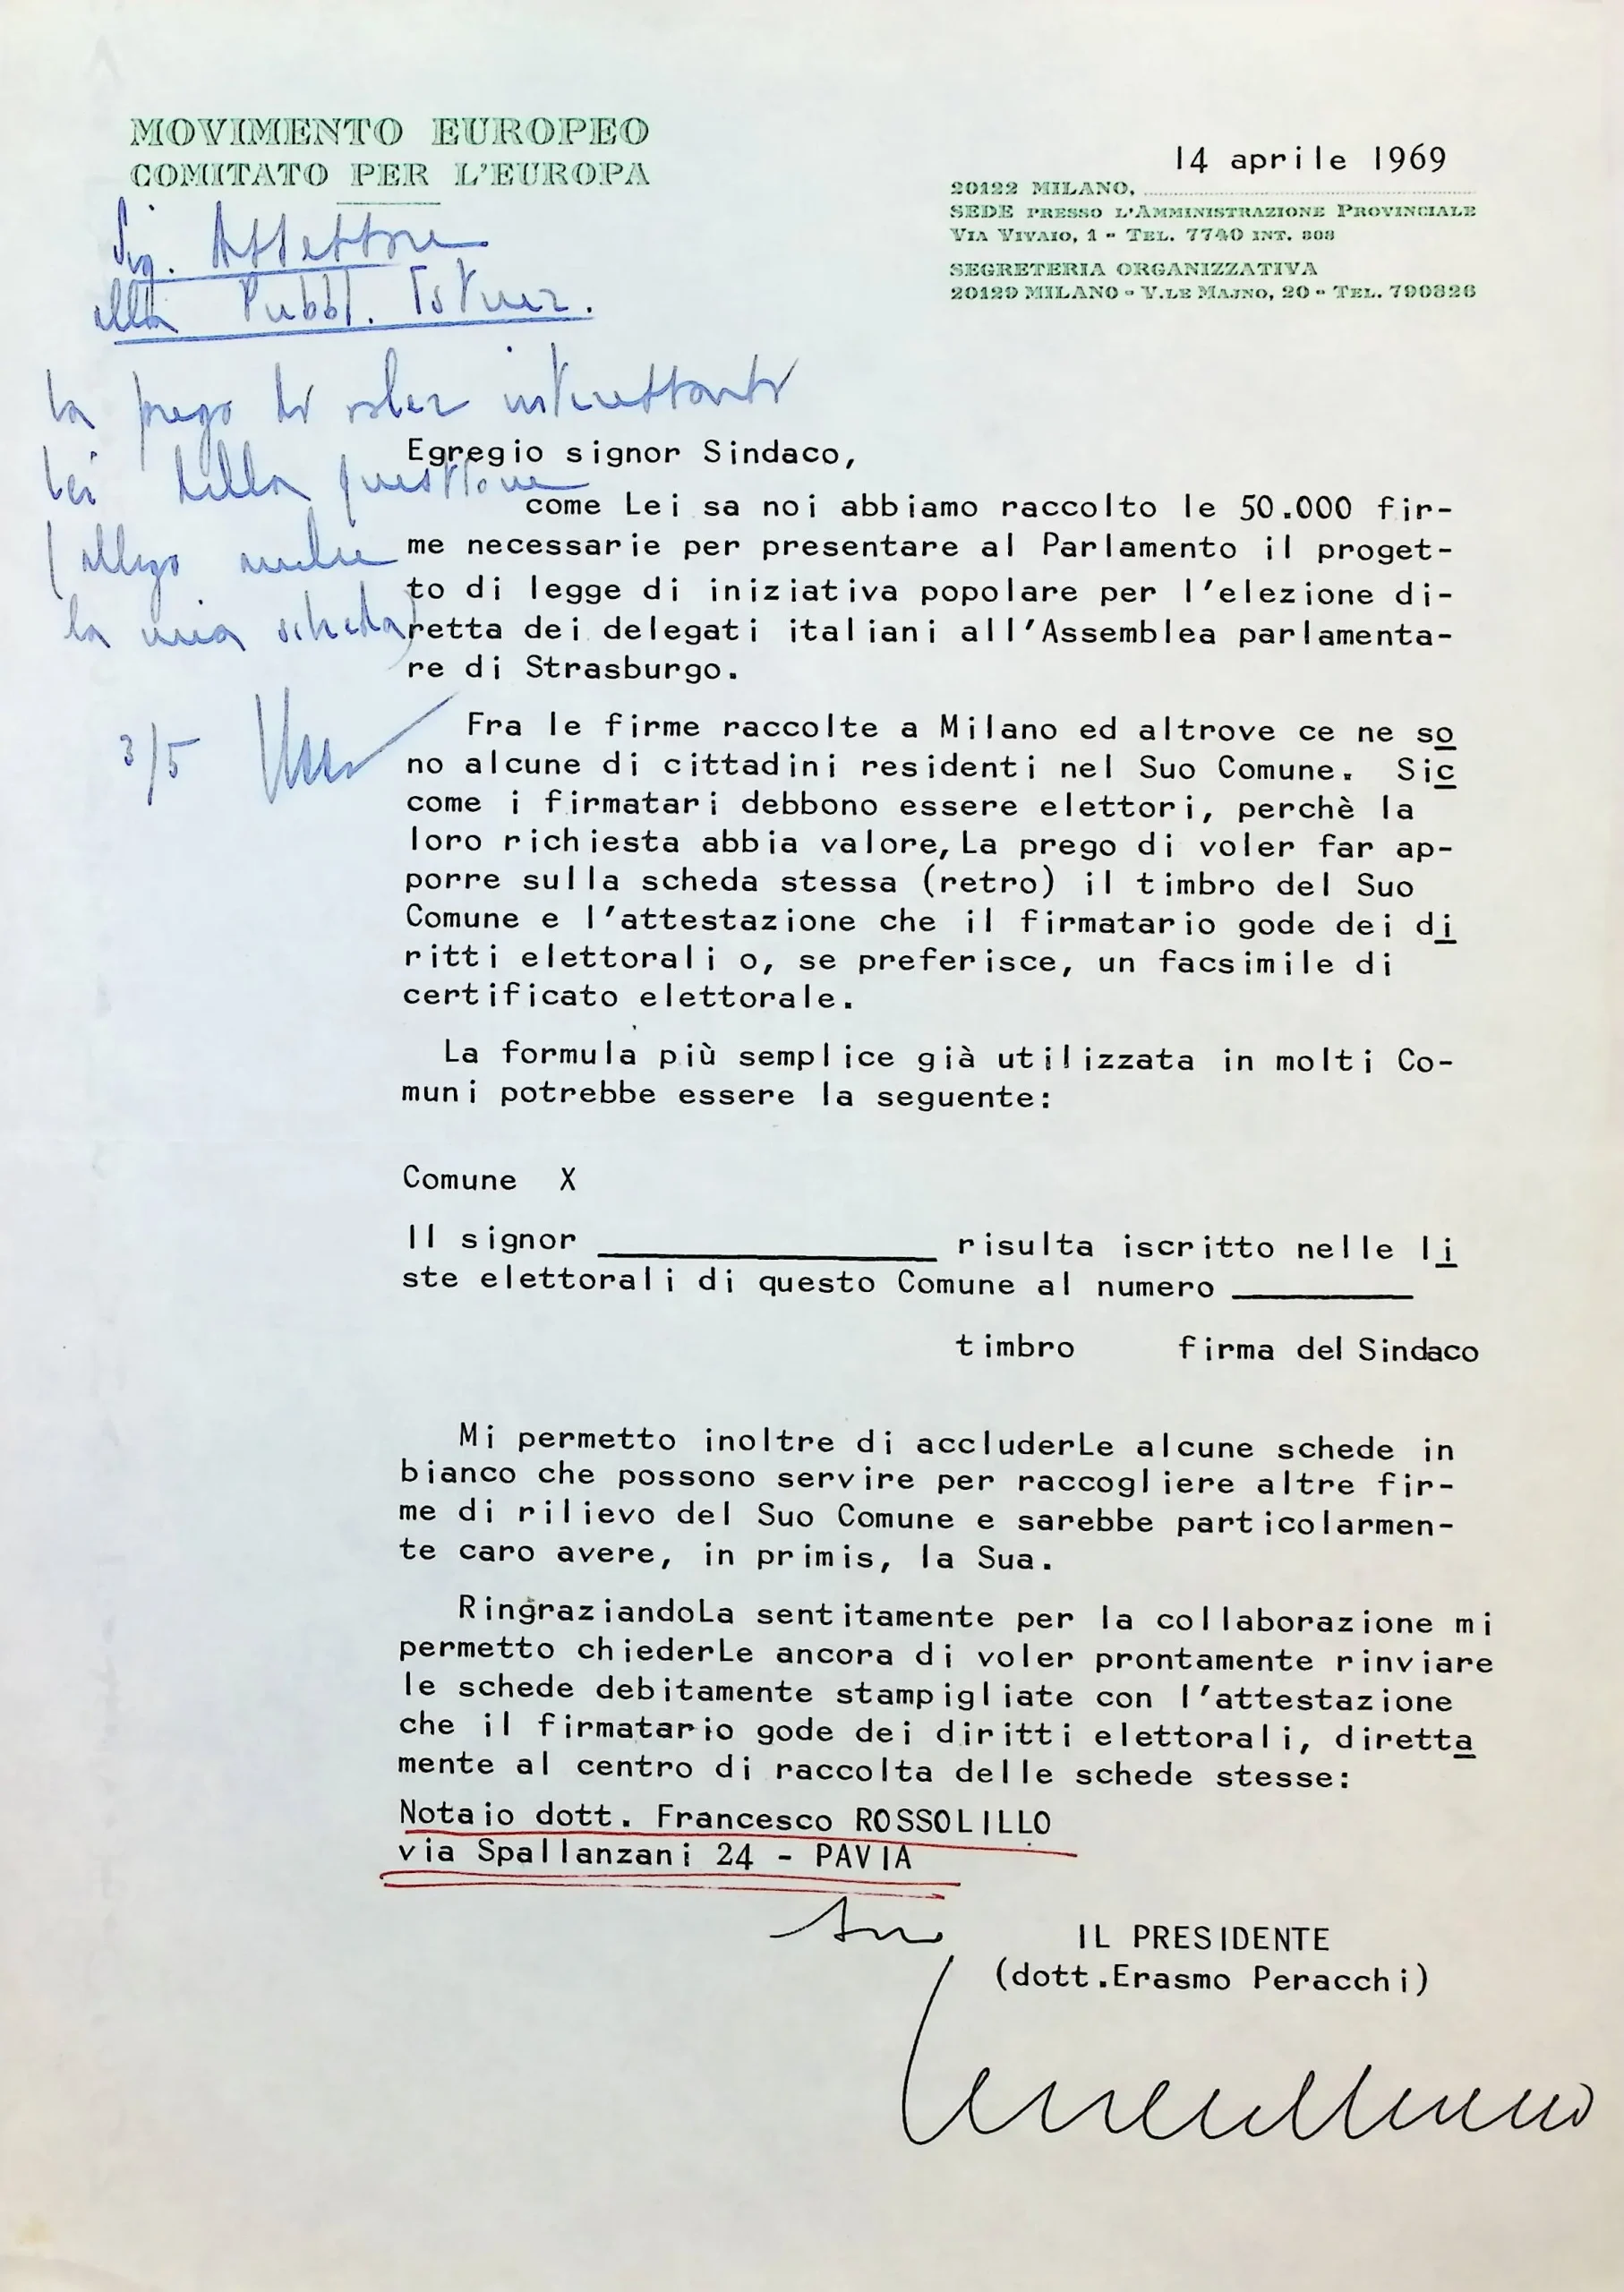 MOVIMENTO EUROPEO
COMITATO PER L'EUROPA
14 aprile 1969
20122 MILANO,
SEDE PRESSO L'AMMINISTRAZIONE PROVINCIALE
VIA VIVAIO, 1 - TEL. 7740 INT. 808
SEGRETERIA ORGANIZZATIVA
20129 MILANO - V.LE MAJNO, 20 - TEL. 790826
Sig. Assessore
alla Pubbl. Istruz.
La prego di voler
Lei della questione
(allego anche
la mia scheda)
3/5
Egregio signor Sindaco,
come Lei sa noi abbiamo raccolto le 50.000 fir-
me necessarie per presentare al Parlamento il proget-
to di legge di iniziativa popolare per l'elezione di-
retta dei delegati italiani all'Assemblea parlamenta-
re di Strasburgo.
Fra le firme raccolte a Milano ed altrove ce ne so
no alcune di cittadini residenti nel Suo Comune. Sic
come i firmatari debbono essere elettori, perchè la
loro richiesta abbia valore, La prego di voler far ap-
porre sulla scheda stessa (retro) il timbro del Suo
Comune e l'attestazione che il firmatario gode dei di
ritti elettorali o, se preferisce, un facsimile di
certificato elettorale.
La formula più semplice già utilizzata in molti Co-
muni potrebbe essere la seguente:
Comune X
Il signor ______________ risulta iscritto nelle li
ste elettorali di questo Comune al numero ________
timbro firma del Sindaco
Mi permetto inoltre di accluderLe alcune schede in
bianco che possono servire per raccogliere altre fir-
me di rilievo del Suo Comune e sarebbe particolarmen-
te caro avere, in primis, la Sua.
RingraziandoLa sentitamente per la collaborazione mi
permetto chiederLe ancora di voler prontamente rinviare
le schede debitamente stampigliate con l'attestazione
che il firmatario gode dei diritti elettorali, diretta
mente al centro di raccolta delle schede stesse:
Notaio dott. Francesco ROSSOLILLO
via Spallanzani 24 - PAVIA
IL PRESIDENTE
(dott.Erasmo Peracchi)